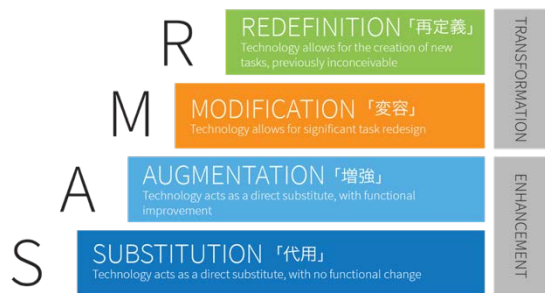 R
REDEFINITION「再定義」
Technology allows for the creation of new
tasks, previously inconceivable
TRANSFORMATION
M
MODIFICATION「変容」
Technology allows for significant task redesign
A
AUGMENTATION「増強」
Technology acts as a direct substitute, with functional
improvement
ENHANCEMENT
S
SUBSTITUTION「代用」
Technology acts as a direct substitute, with no functional change